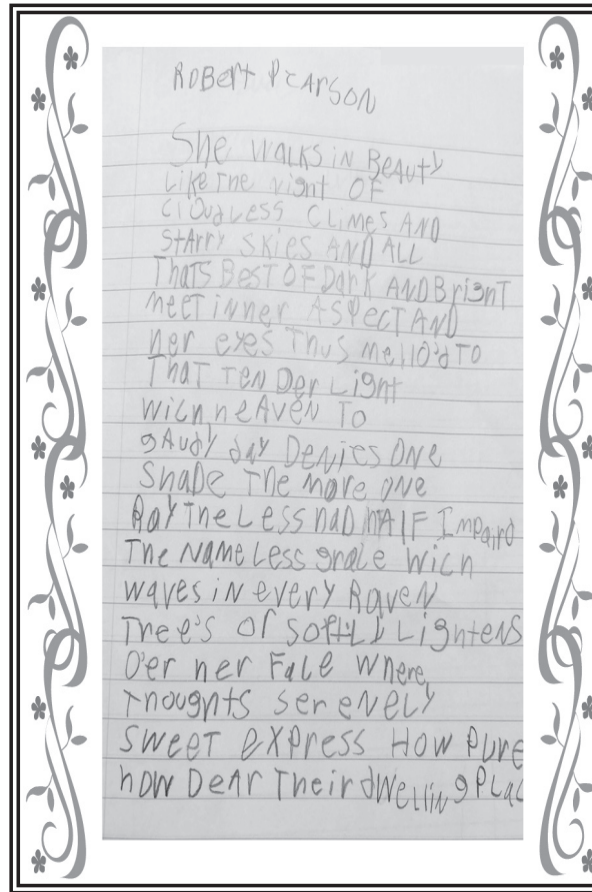 Robert Pearson
She walks in Beauty
Like The night OF
Cloudless Climes AND
Starry Skies AND ALL
Thats Best OF Dark AND Bright
Meet in her Aspect AND
her eyes Thus Mello'd TO
That TenDer Light
wich heaven To
gaudy day Denies One
Shade The More one
Ray The Less had half Impaird
The Nameless grace Wich
waves in every Raven
Tree's Or softly Lightens
O'er her Face Where
Thoughts serenely
Sweet express How Pure
how Dear Their dwelling Plac